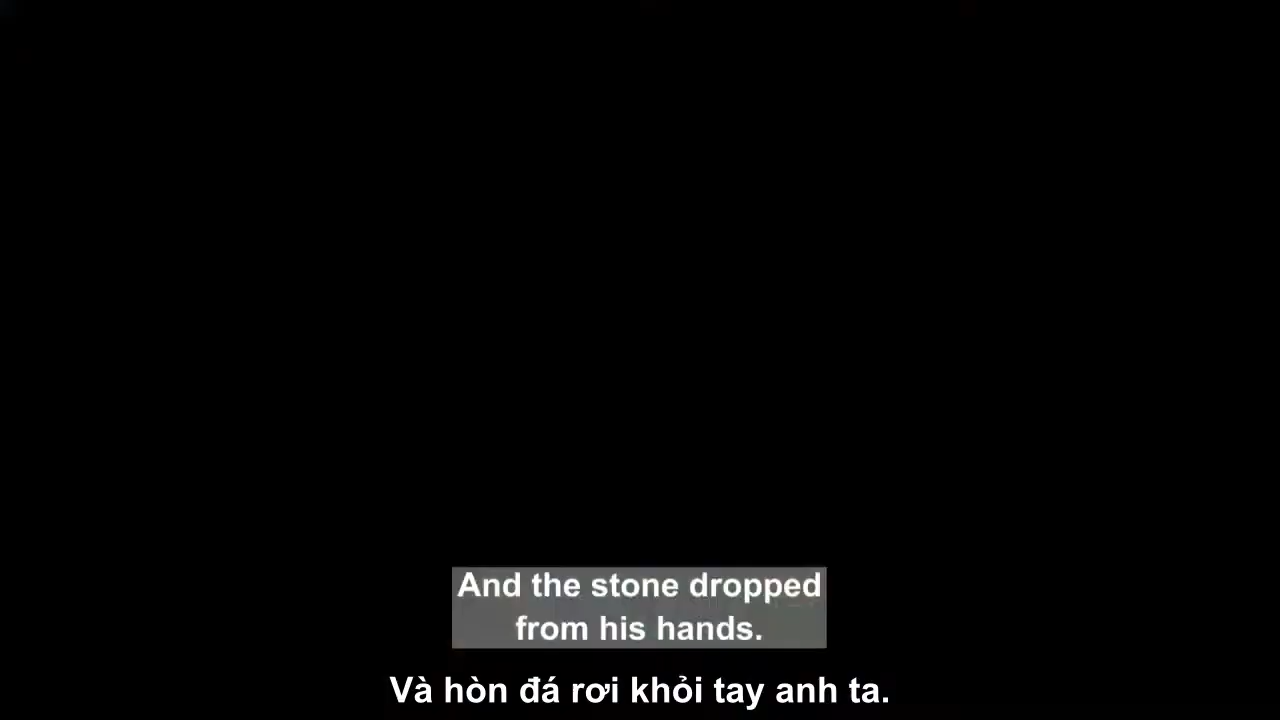 And the stone dropped
from his hands.
Và hòn đá rơi khỏi tay anh ta.